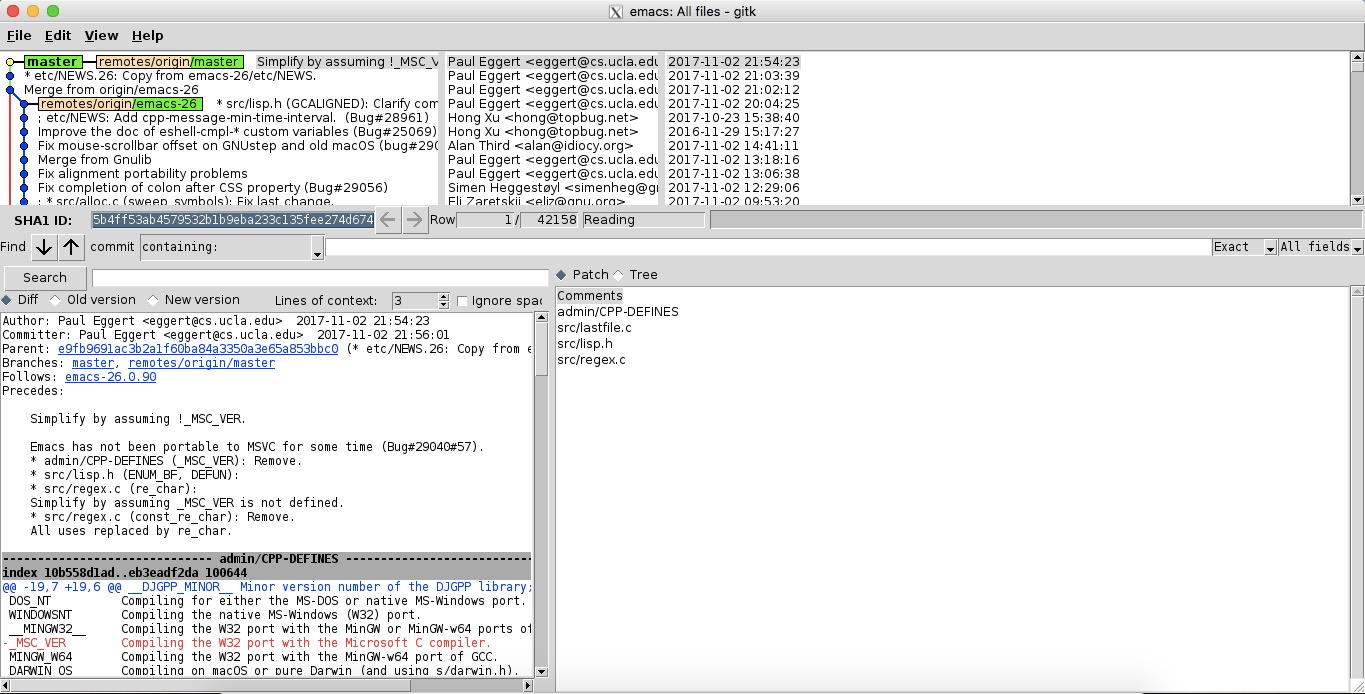 emacs: All files - gitk
File Edit View Help
master remotes/origin/master Simplify by assuming !_MSC_V Paul Eggert <eggert@cs.ucla.edu 2017-11-02 21:54:23
* etc/NEWS.26: Copy from emacs-26/etc/NEWS. Paul Eggert <eggert@cs.ucla.edu 2017-11-02 21:03:39
Merge from origin/emacs-26 Paul Eggert <eggert@cs.ucla.edu 2017-11-02 21:02:12
remotes/origin/emacs-26 * src/lisp.h (GCALIGNED): Clarify com Paul Eggert <eggert@cs.ucla.edu 2017-11-02 20:04:25
; etc/NEWS: Add cpp-message-min-time-interval. (Bug#28961) Hong Xu <hong@topbug.net> 2017-10-23 15:38:40
Improve the doc of eshell-cmpl-* custom variables (Bug#25069) Hong Xu <hong@topbug.net> 2016-11-29 15:17:27
Fix mouse-scrollbar offset on GNUstep and old macOS (bug#290 Alan Third <alan@idiocy.org> 2017-11-02 14:41:11
Merge from Gnulib Paul Eggert <eggert@cs.ucla.edu 2017-11-02 13:18:16
Fix alignment portability problems Paul Eggert <eggert@cs.ucla.edu 2017-11-02 13:06:38
Fix completion of colon after CSS property (Bug#29056) Simen Heggestøyl <simenheg@gr 2017-11-02 12:29:06
; * src/alloc.c (sweep_symbols): Fix last change. Eli Zaretskii <eliz@gnu.org> 2017-11-02 09:53:20
SHA1 ID: 5b4ff53ab4579532b1b9eba233c135fee274d674 Row 1 / 42158 Reading
Find commit containing: Exact All fields
Search
Patch Tree
Diff Old version New version Lines of context: 3 Ignore spac
Comments
admin/CPP-DEFINES
src/lastfile.c
src/lisp.h
src/regex.c
Author: Paul Eggert <eggert@cs.ucla.edu> 2017-11-02 21:54:23
Committer: Paul Eggert <eggert@cs.ucla.edu> 2017-11-02 21:56:01
Parent: e9fb9691ac3b2a1f60ba84a3350a3e65a853bbc0 (* etc/NEWS.26: Copy from e
Branches: master, remotes/origin/master
Follows: emacs-26.0.90
Precedes:
Simplify by assuming !_MSC_VER.
Emacs has not been portable to MSVC for some time (Bug#29040#57).
* admin/CPP-DEFINES (_MSC_VER): Remove.
* src/lisp.h (ENUM_BF, DEFUN):
* src/regex.c (re_char):
Simplify by assuming _MSC_VER is not defined.
* src/regex.c (const_re_char): Remove.
All uses replaced by re_char.
------------------------------ admin/CPP-DEFINES ---------------------------
index 10b558d1ad..eb3eadf2da 100644
@@ -19,7 +19,6 @@ __DJGPP_MINOR__ Minor version number of the DJGPP library;
DOS_NT Compiling for either the MS-DOS or native MS-Windows port.
WINDOWSNT Compiling the native MS-Windows (W32) port.
__MINGW32__ Compiling the W32 port with the MinGW or MinGW-w64 ports of
-_MSC_VER Compiling the W32 port with the Microsoft C compiler.
MINGW_W64 Compiling the W32 port with the MinGW-w64 port of GCC.
DARWIN_OS Compiling on macOS or pure Darwin (and using s/darwin.h).